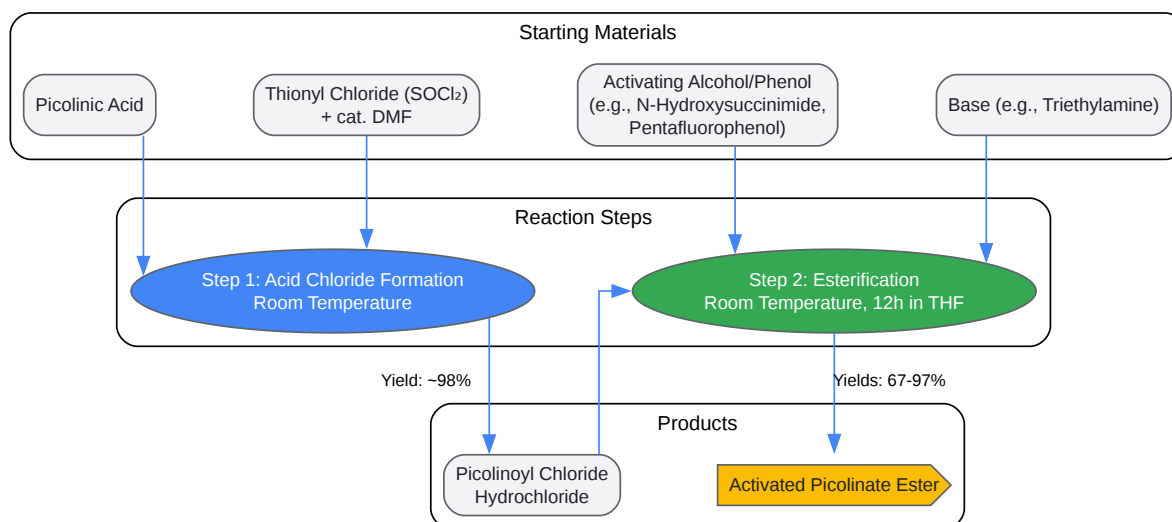 Starting Materials
Picolinic Acid
Thionyl Chloride (SOCl₂)
+ cat. DMF
Activating Alcohol/Phenol
(e.g., N-Hydroxysuccinimide,
Pentafluorophenol)
Base (e.g., Triethylamine)
Reaction Steps
Step 1: Acid Chloride Formation
Room Temperature
Step 2: Esterification
Room Temperature, 12h in THF
Yield: ~98%
Yields: 67-97%
Products
Picolinoyl Chloride
Hydrochloride
Activated Picolinate Ester